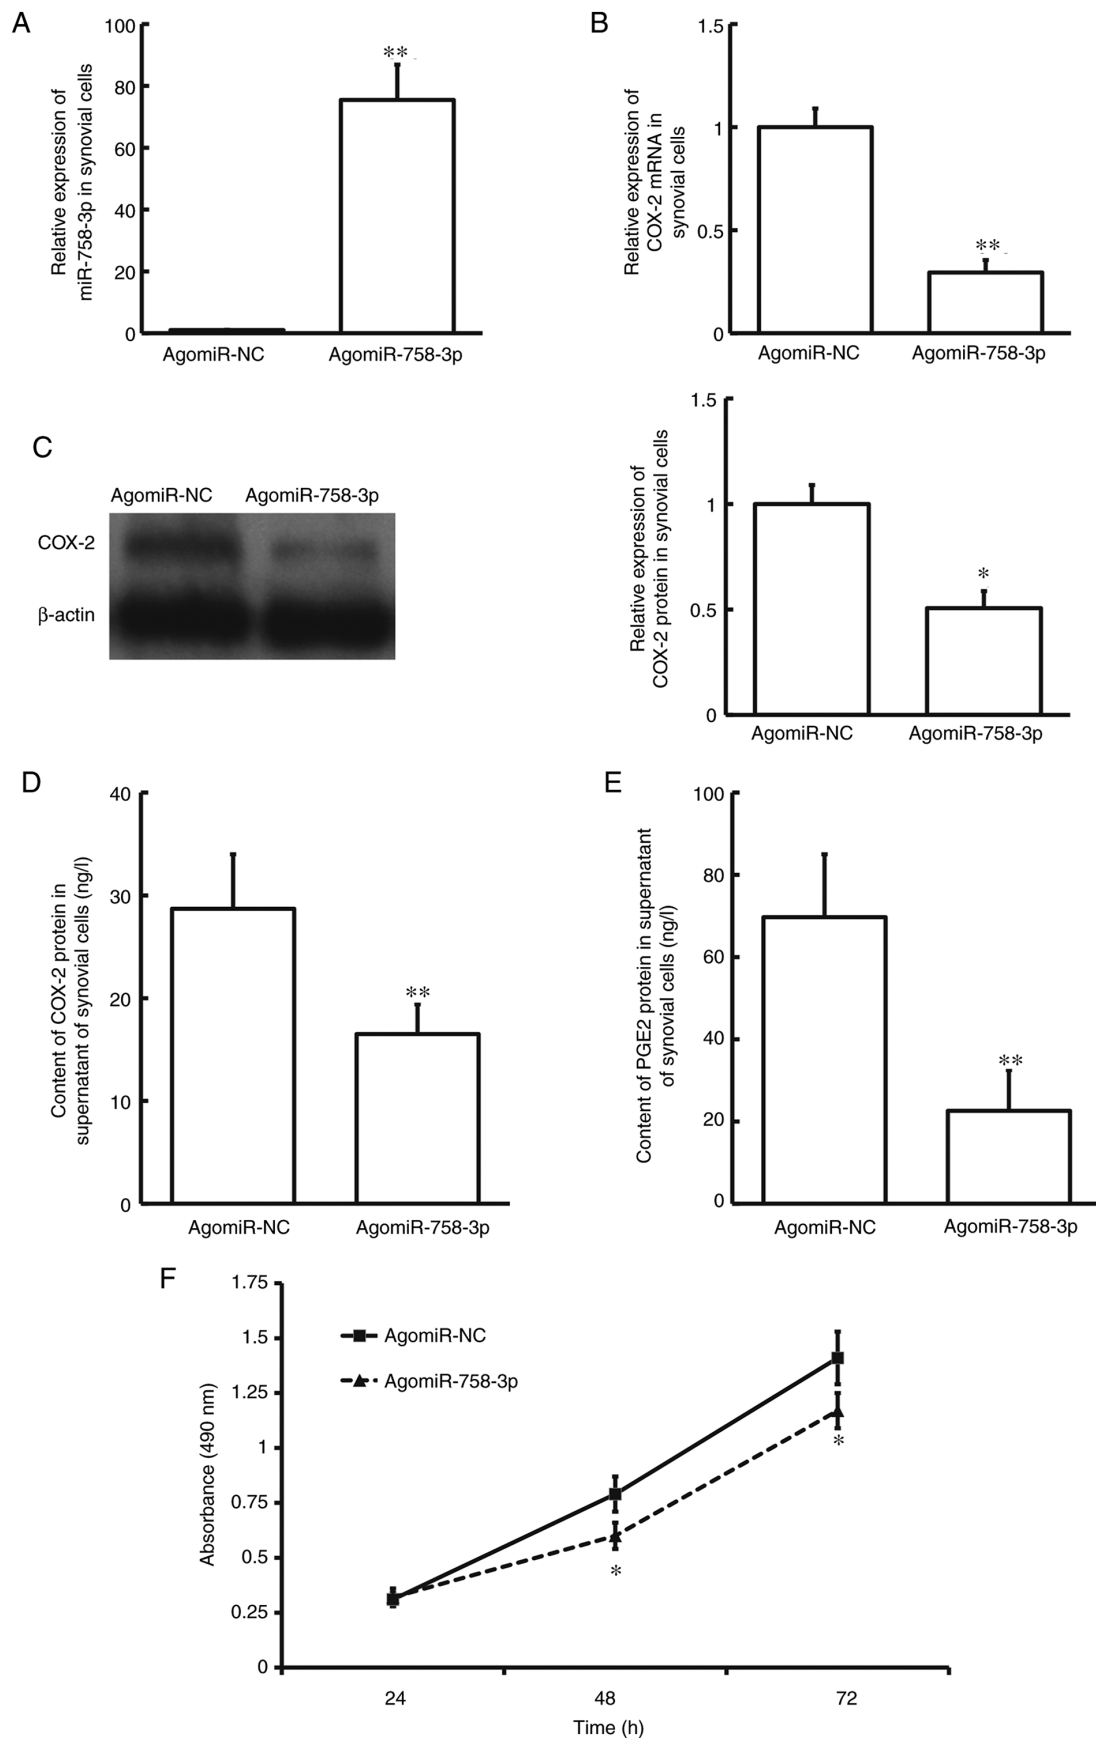 A
Relative expression of
miR-758-3p in synovial cells
100
80
60
40
20
0
**
AgomiR-NC
AgomiR-758-3p
B
Relative expression of
COX-2 mRNA in
synovial cells
1.5
1
0.5
0
**
AgomiR-NC
AgomiR-758-3p
C
AgomiR-NC
AgomiR-758-3p
COX-2
β-actin
Relative expression of
COX-2 protein in synovial cells
1.5
1
0.5
0
*
AgomiR-NC
AgomiR-758-3p
D
Content of COX-2 protein in
supernatant of synovial cells (ng/l)
40
30
20
10
0
**
AgomiR-NC
AgomiR-758-3p
E
Content of PGE2 protein in supernatant
of synovial cells (ng/l)
100
80
60
40
20
0
**
AgomiR-NC
AgomiR-758-3p
F
Absorbance (490 nm)
1.75
1.5
1.25
1
0.75
0.5
0.25
0
AgomiR-NC
AgomiR-758-3p
*
*
24
48
72
Time (h)